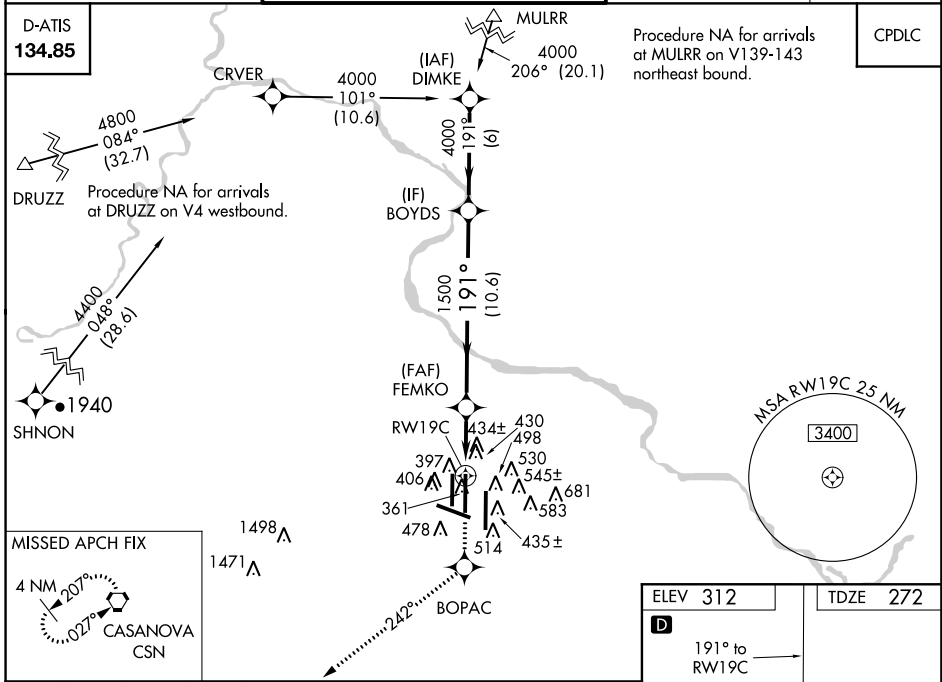 D-ATIS
134.85
MULRR
4000
206° (20.1)
Procedure NA for arrivals
at MULRR on V139-143
northeast bound.
CPDLC
CRVER
4000
101°
(10.6)
(IAF)
DIMKE
4800
084°
(32.7)
4000
191°
(6)
DRUZZ
Procedure NA for arrivals
at DRUZZ on V4 westbound.
(IF)
BOYDS
4400
048°
(28.6)
1500
191°
(10.6)
(FAF)
FEMKO
1940
SHNON
RW19C
434±
430
498
397
530
406
545±
681
361
583
478
435±
514
1498
1471
BOPAC
242°
MSA RW19C 25 NM
3400
MISSED APCH FIX
4 NM
207°
027°
CASANOVA
CSN
ELEV 312
TDZE 272
D
191° to
RW19C